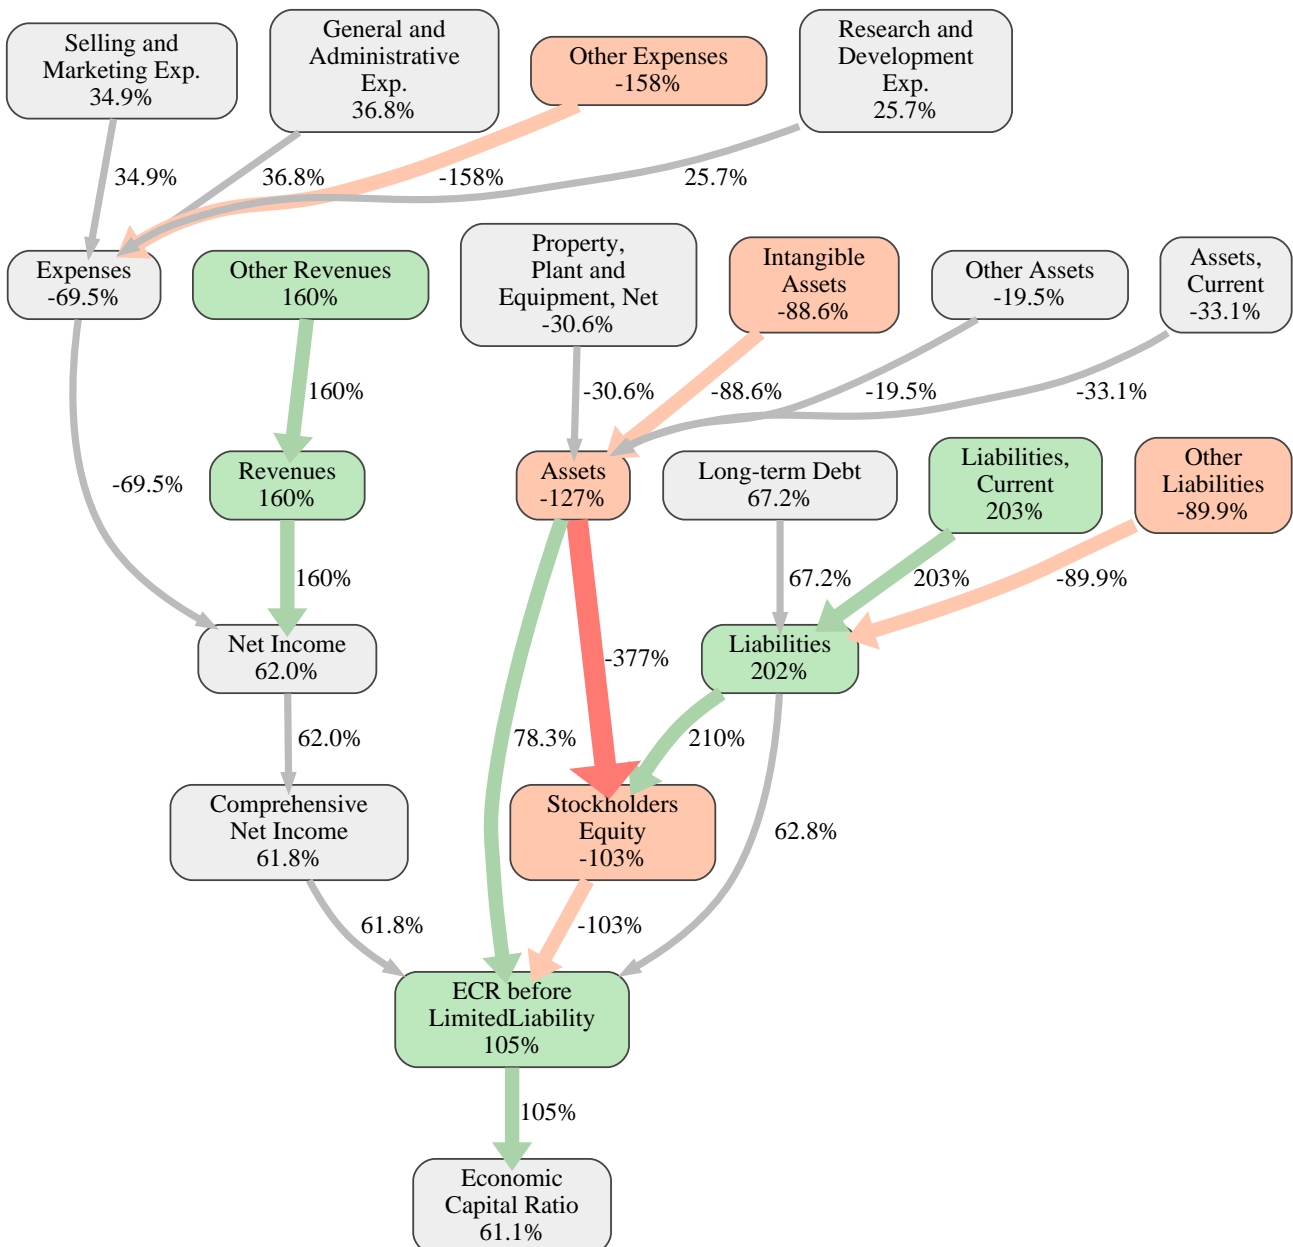 Selling and
Marketing Exp.
34.9%
General and
Administrative
Exp.
36.8%
Other Expenses
-158%
Research and
Development
Exp.
25.7%
34.9%
36.8%
-158%
25.7%
Expenses
-69.5%
Other Revenues
160%
Property,
Plant and
Equipment, Net
-30.6%
Intangible
Assets
-88.6%
Other Assets
-19.5%
Assets,
Current
-33.1%
160%
-30.6%
-88.6%
-19.5%
-33.1%
-69.5%
Revenues
160%
Assets
-127%
Long-term Debt
67.2%
Liabilities,
Current
203%
Other
Liabilities
-89.9%
160%
67.2%
203%
-89.9%
Net Income
62.0%
-377%
Liabilities
202%
62.0%
78.3%
210%
Comprehensive
Net Income
61.8%
Stockholders
Equity
-103%
62.8%
61.8%
-103%
ECR before
LimitedLiability
105%
105%
Economic
Capital Ratio
61.1%